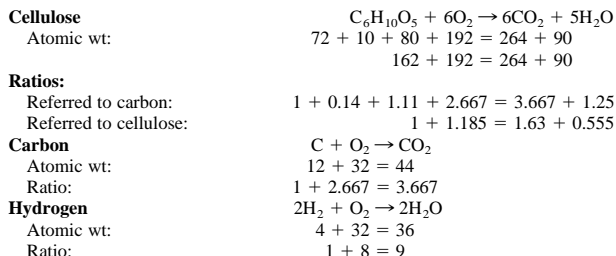 Cellulose C₆H₁₀O₅ + 6O₂ → 6CO₂ + 5H₂O
Atomic wt: 72 + 10 + 80 + 192 = 264 + 90
162 + 192 = 264 + 90
Ratios:
Referred to carbon: 1 + 0.14 + 1.11 + 2.667 = 3.667 + 1.25
Referred to cellulose: 1 + 1.185 = 1.63 + 0.555
Carbon C + O₂ → CO₂
Atomic wt: 12 + 32 = 44
Ratio: 1 + 2.667 = 3.667
Hydrogen 2H₂ + O₂ → 2H₂O
Atomic wt: 4 + 32 = 36
Ratio: 1 + 8 = 9